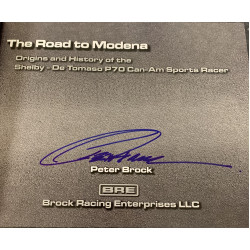 The Road to Modena
Origins and History of the
Shelby - De Tomaso P70 Can-Am Sports Racer
Peter Brock
BRE
Brock Racing Enterprises LLC